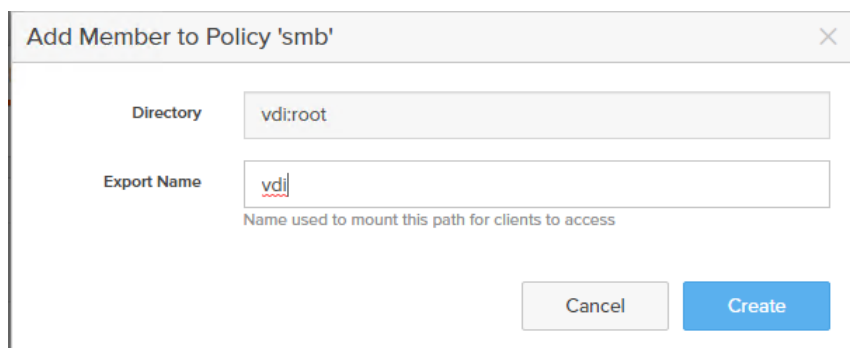 Add Member to Policy 'smb'
Directory
vdi:root
Export Name
vdi
Name used to mount this path for clients to access
Cancel
Create